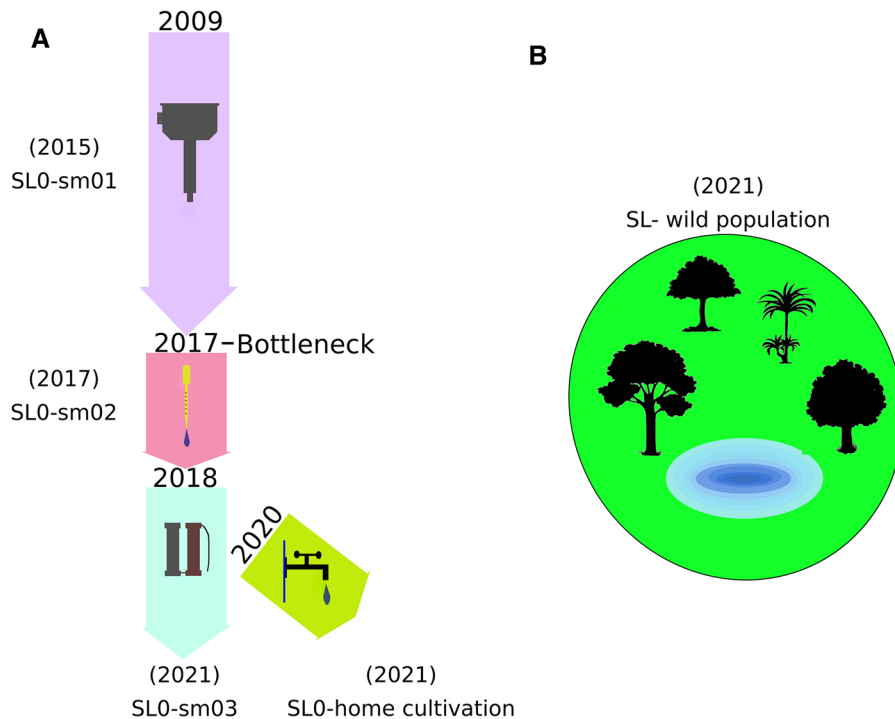 A
2009
(2015)
SL0-sm01
2017-Bottleneck
(2017)
SL0-sm02
2018
2020
(2021)
SL0-sm03
(2021)
SL0-home cultivation
B
(2021)
SL- wild population